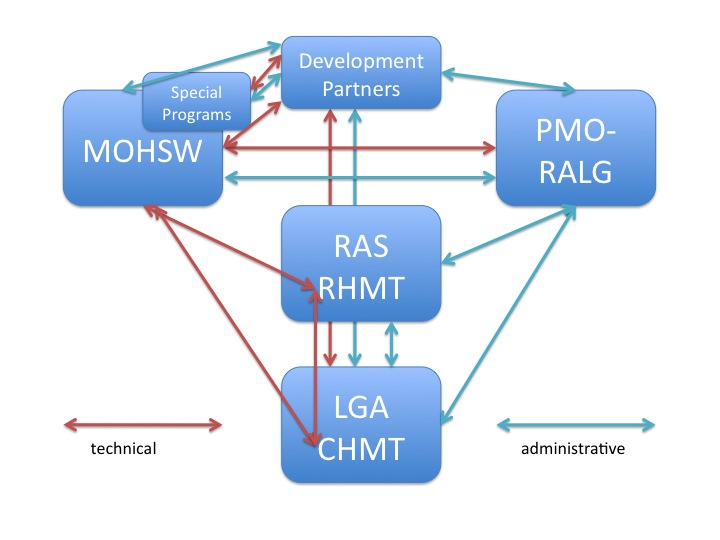 Development
Partners
Special
Programs
MOHSW
PMO-
RALG
RAS
RHMT
LGA
CHMT
technical
administrative